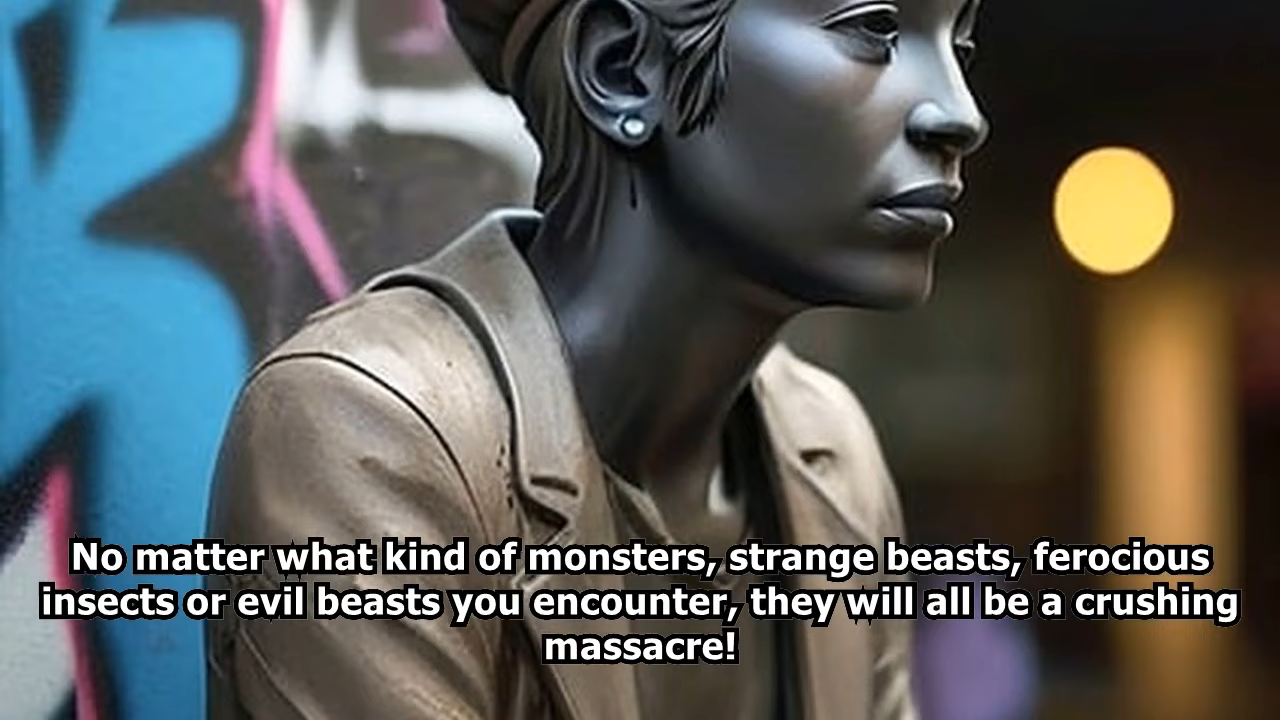 No matter what kind of monsters, strange beasts, ferocious
insects or evil beasts you encounter, they will all be a crushing
massacre!